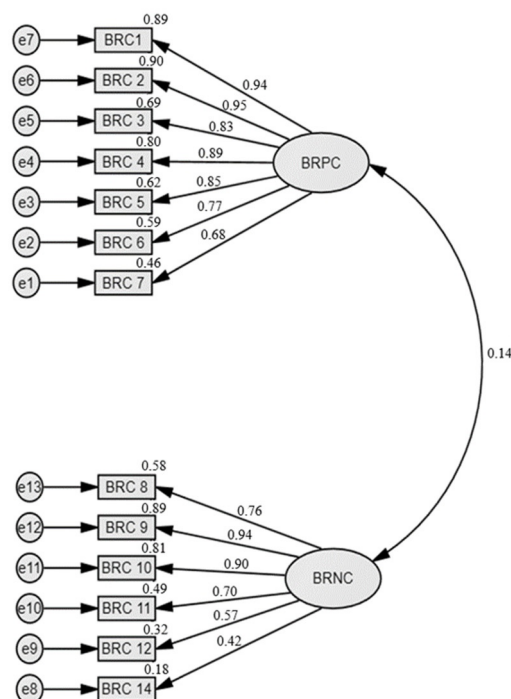 0.89
e7 BRC1
0.90
e6 BRC 2 0.94
0.69 0.95
e5 BRC 3 0.83
0.80
e4 BRC 4 0.89 BRPC
0.62 0.85
e3 BRC 5
0.59 0.77
e2 BRC 6 0.68
0.46
e1 BRC 7
0.14
0.58
e13 BRC 8
0.89 0.76
e12 BRC 9 0.94
0.81
e11 BRC 10 0.90 BRNC
0.49 0.70
e10 BRC 11
0.32 0.57
e9 BRC 12 0.42
0.18
e8 BRC 14